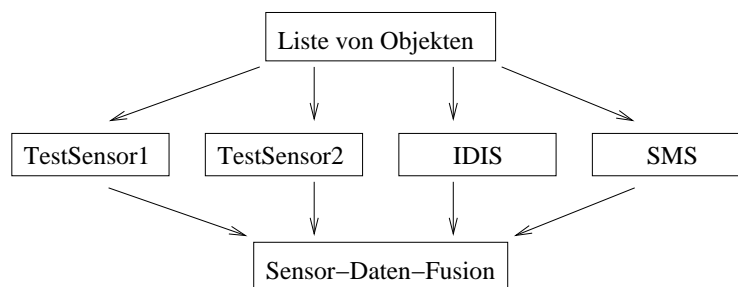 Liste von Objekten
TestSensor1
TestSensor2
IDIS
SMS
Sensor−Daten−Fusion